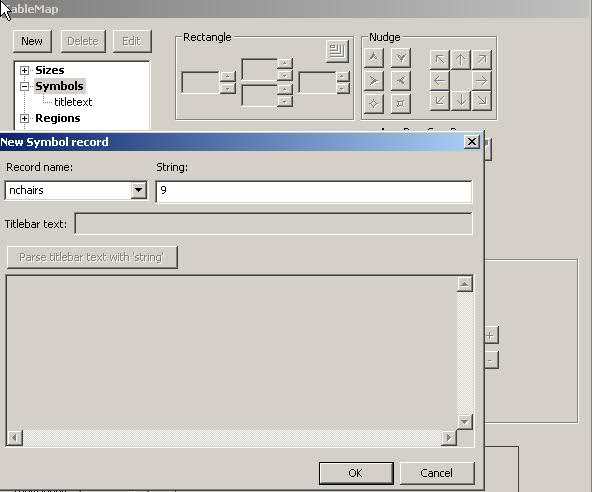 TableMap
New Delete Edit
Rectangle
Nudge
Sizes
Symbols
titletext
Regions
New Symbol record
Record name: String:
nchairs 9
Titlebar text:
Parse titlebar text with 'string'
+
-
OK Cancel